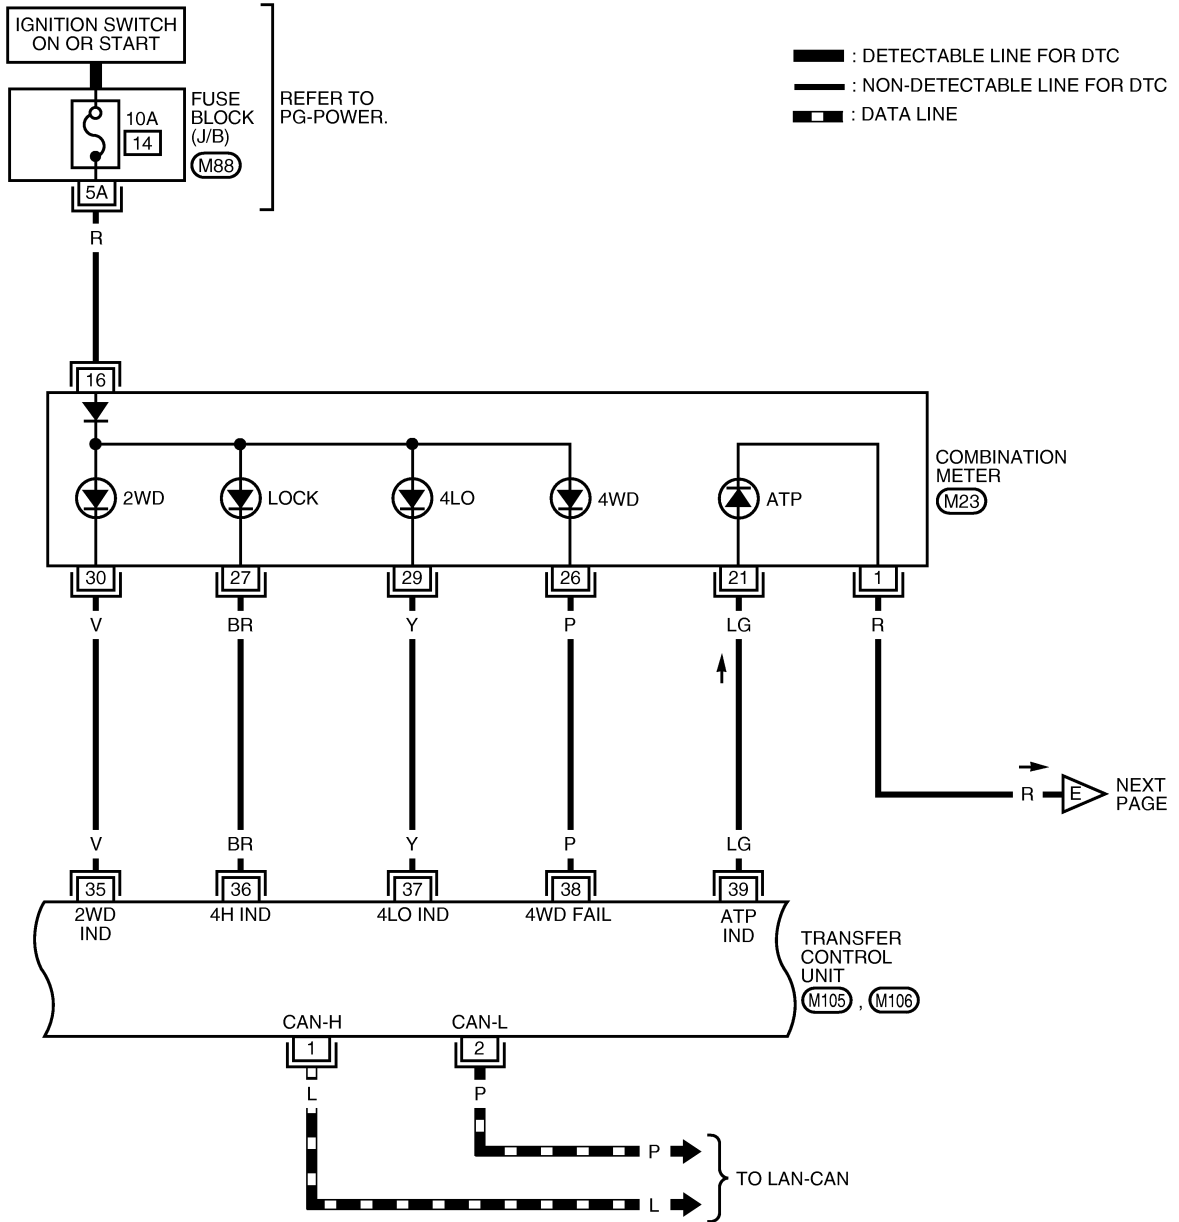 IGNITION SWITCH
ON OR START
10A
14
FUSE
BLOCK
(J/B)
M88
REFER TO
PG-POWER.
5A
R
: DETECTABLE LINE FOR DTC
: NON-DETECTABLE LINE FOR DTC
: DATA LINE
16
2WD
LOCK
4LO
4WD
ATP
COMBINATION
METER
M23
30
27
29
26
21
1
V
BR
Y
P
LG
R
R
E
NEXT
PAGE
V
BR
Y
P
LG
35
36
37
38
39
2WD
IND
4H IND
4LO IND
4WD FAIL
ATP
IND
TRANSFER
CONTROL
UNIT
M105 , M106
CAN-H
CAN-L
1
2
L
P
P
L
TO LAN-CAN